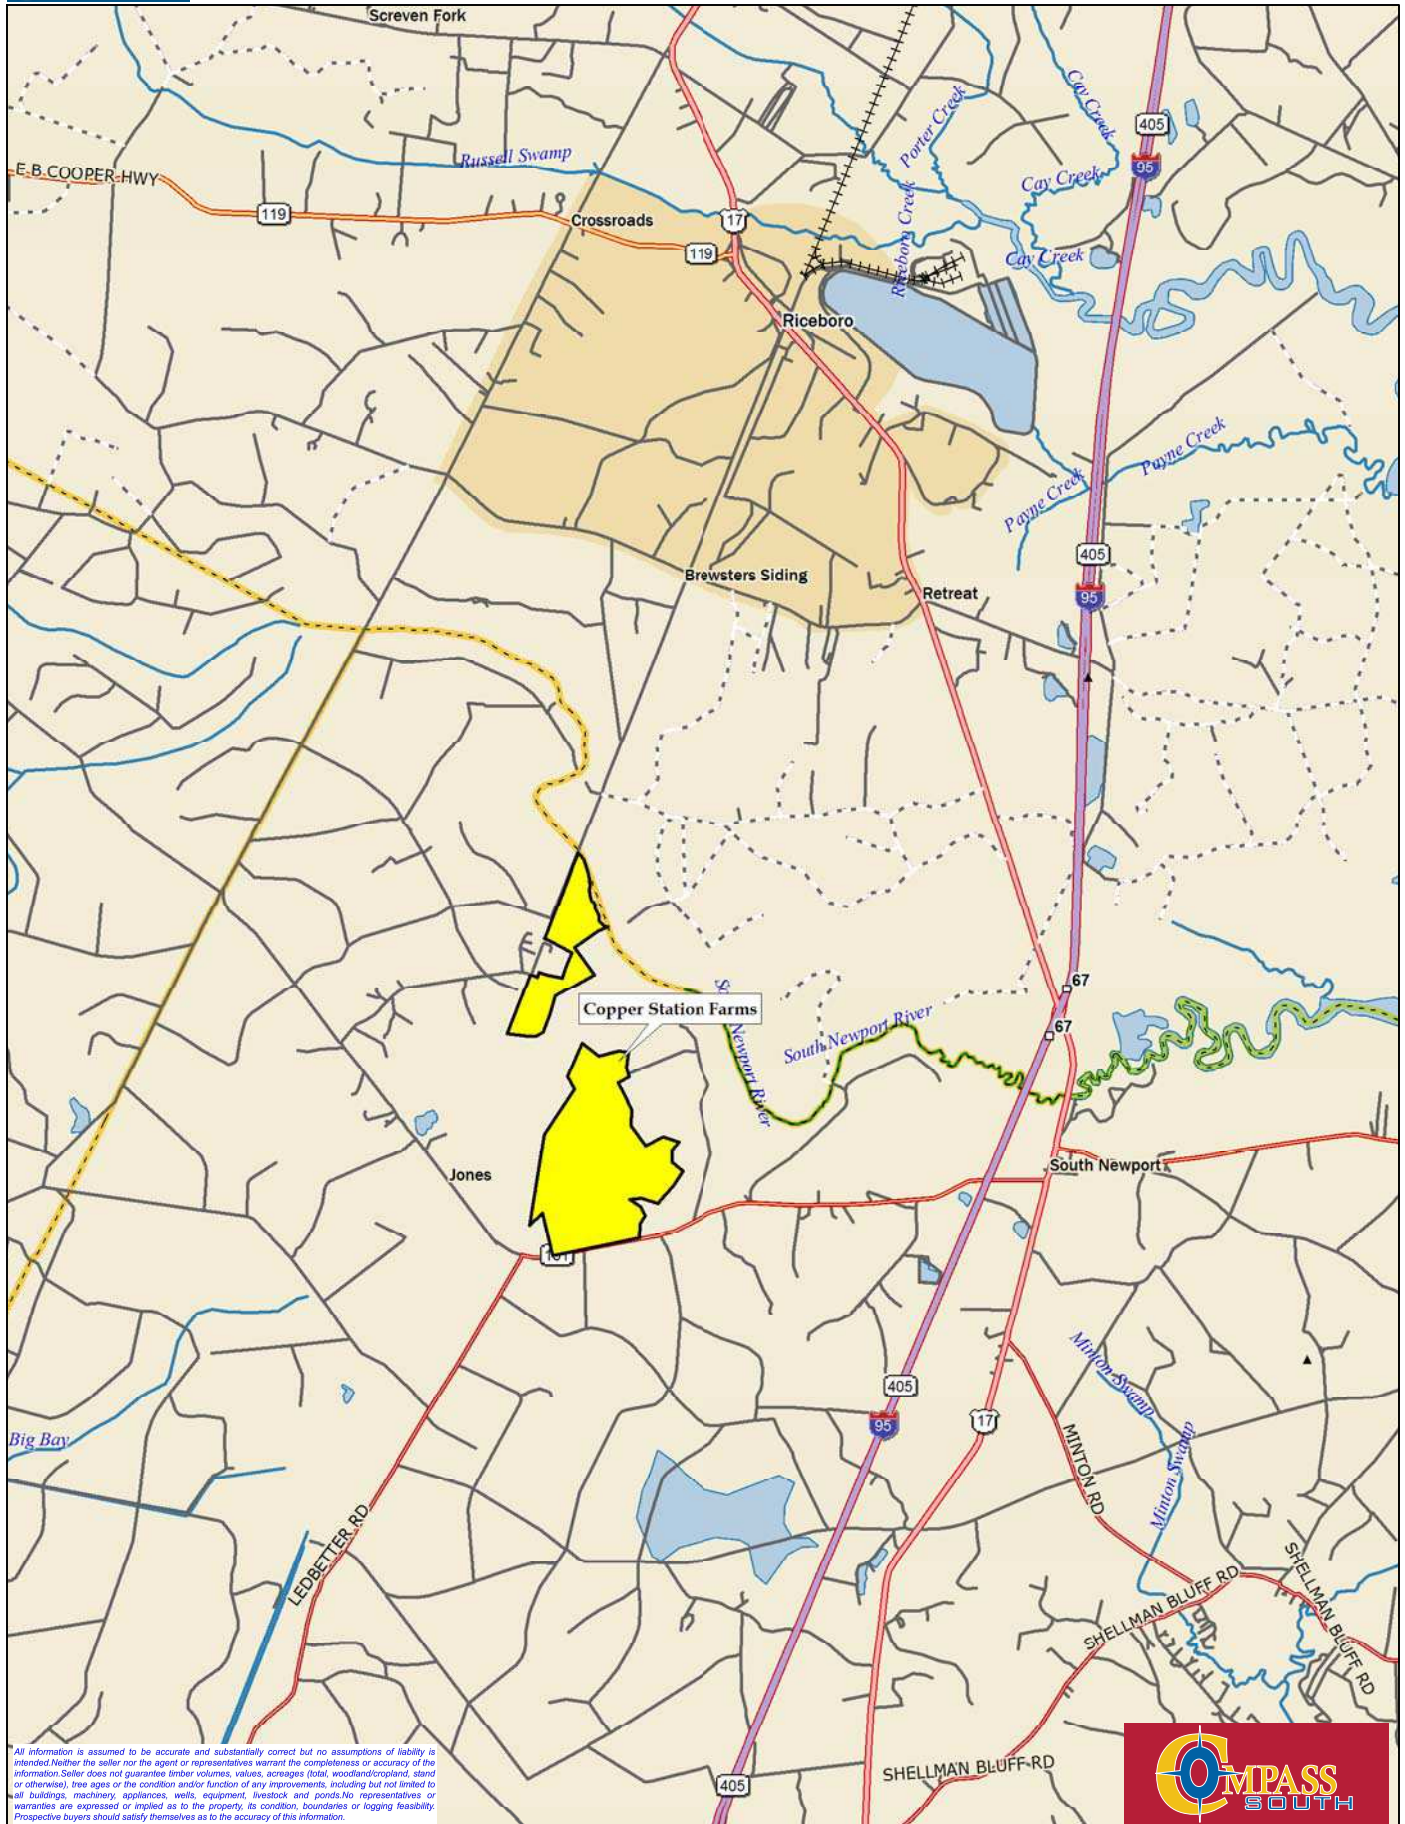 Screven Fork
Cay Creek
Porter Creek
405
95
Russell Swamp
E B COOPER HWY
Cay Creek
119
Crossroads
17
Riceboro Creek
119
Cay Creek
Riceboro
Payne Creek
Payne Creek
405
Brewsters Siding
Retreat
95
67
Copper Station Farms
Newport River
South Newport River
67
Jones
South Newport
Minton Swamp
405
95
17
Big Bay
MINTON RD
Minton Swamp
LEDBETTER RD
SHELLMAN BLUFF RD
SHELLMAN BLUFF RD
SHELLMAN BLUFF RD
405
All information is assumed to be accurate and substantially correct but no assumptions of liability is
intended.Neither the seller nor the agent or representatives warrant the completeness or accuracy of the
information.Seller does not guarantee timber volumes, values, acreages (total, woodland/cropland, stand
or otherwise), tree ages or the condition and/or function of any improvements, including but not limited to
all buildings, machinery, appliances, wells, equipment, livestock and ponds.No representatives or
warranties are expressed or implied as to the property, its condition, boundaries or logging feasibility.
Prospective buyers should satisfy themselves as to the accuracy of this information.
COMPASS
SOUTH